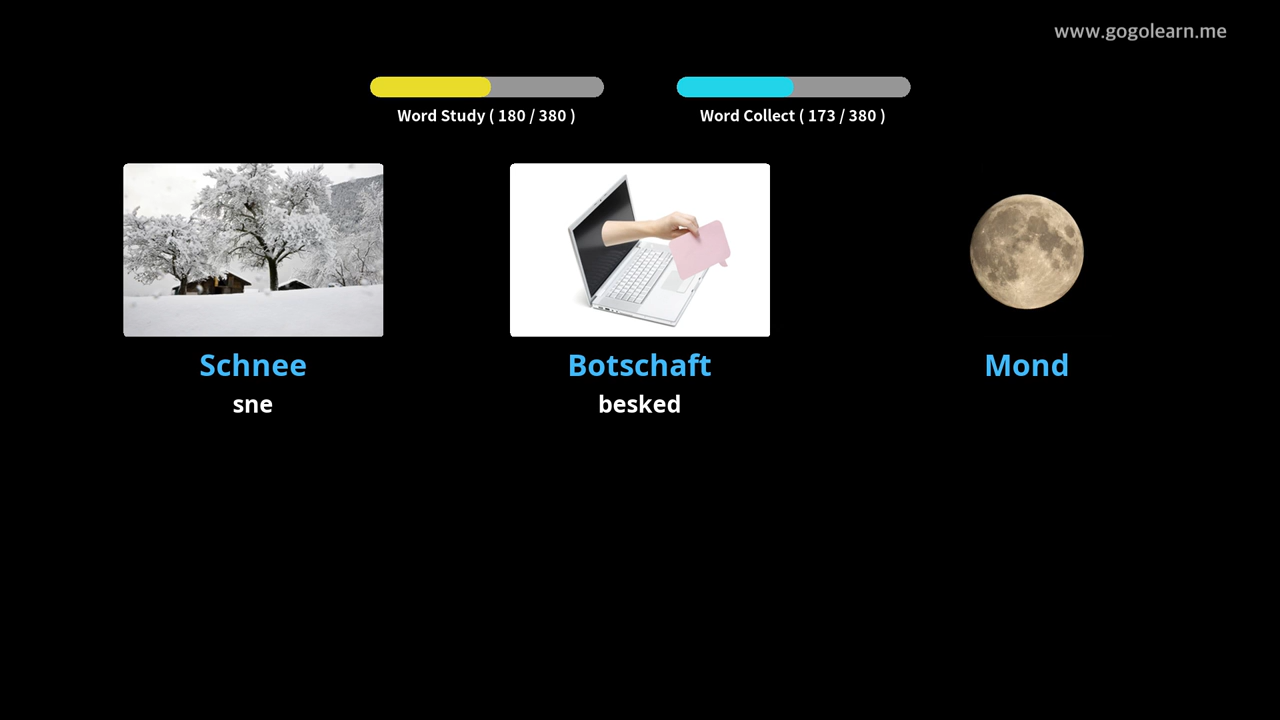 www.gogolearn.me
Word Study ( 180 / 380 )
Word Collect ( 173 / 380 )
Schnee
sne
Botschaft
besked
Mond